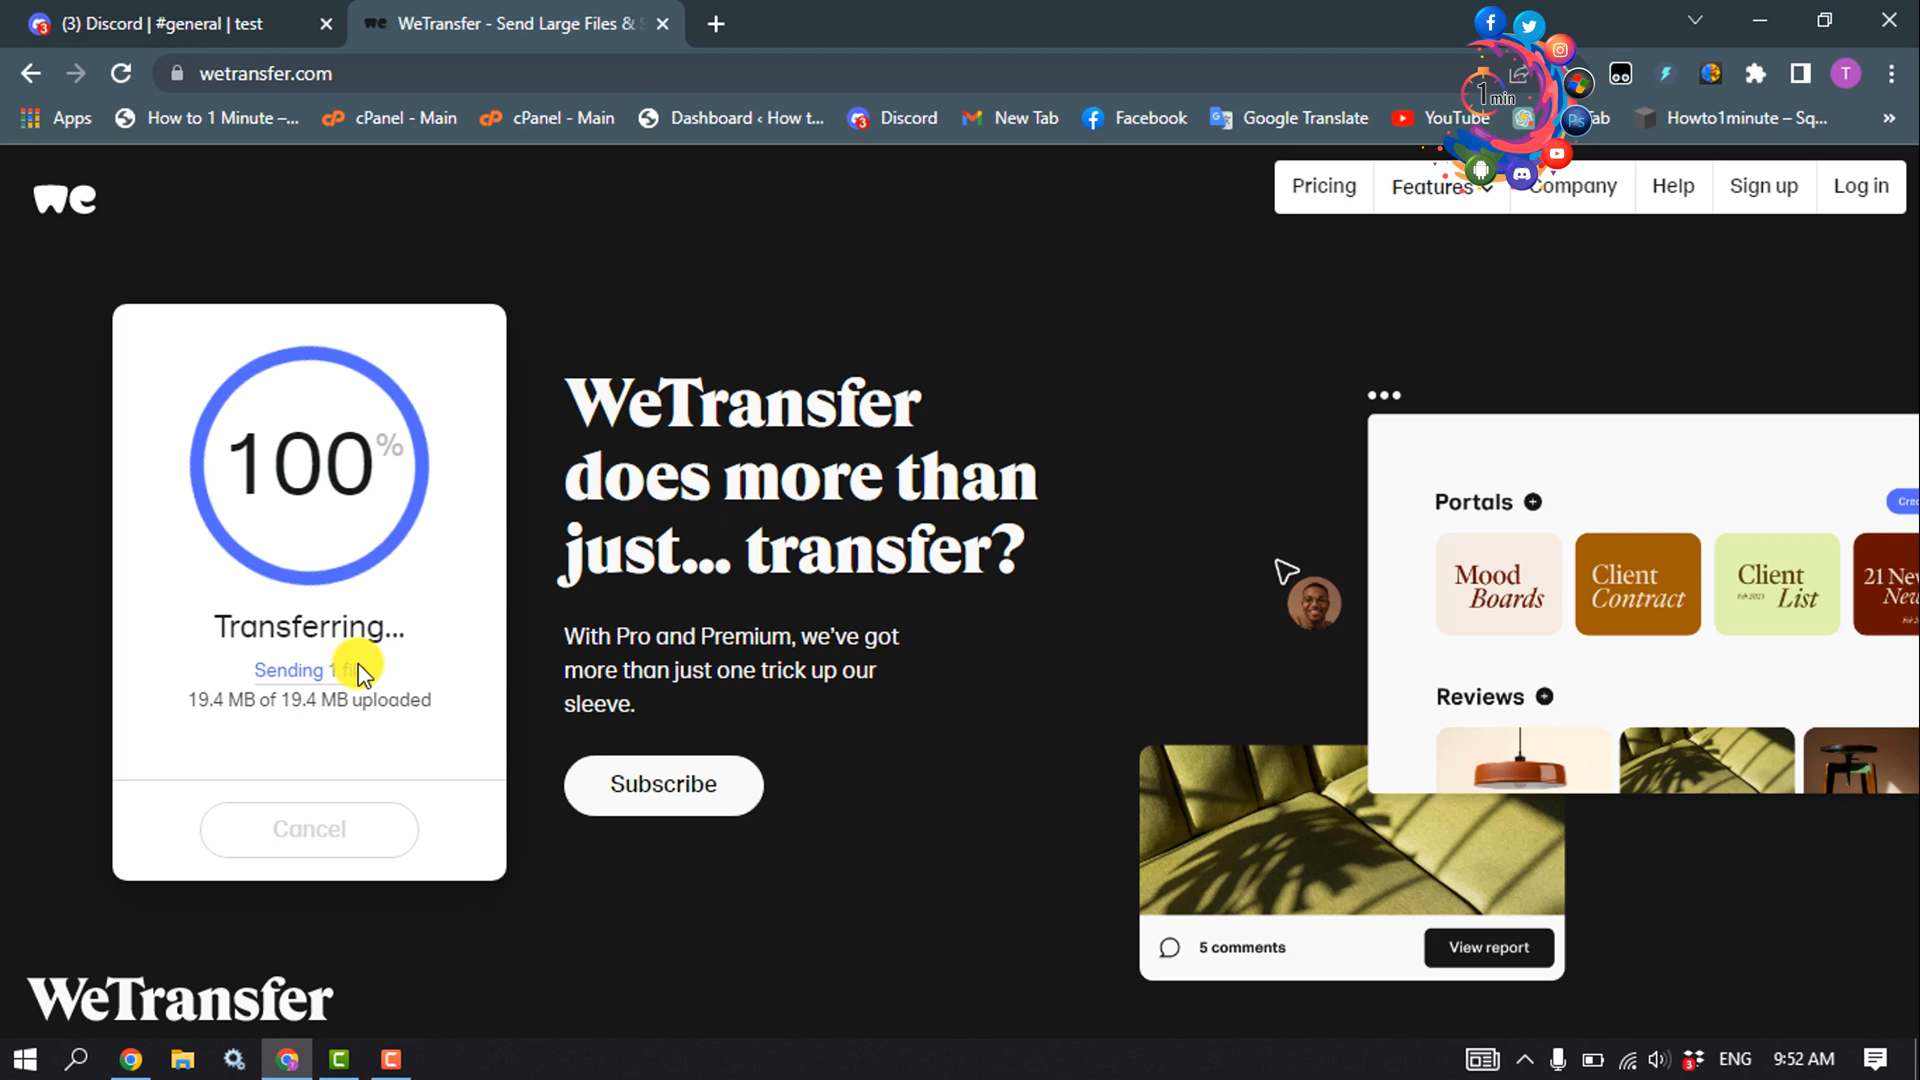 (3) Discord | #general | test
WeTransfer - Send Large Files &
wetransfer.com
T
Apps
How to 1 Minute –...
cPanel - Main
cPanel - Main
Dashboard ‹ How t...
Discord
New Tab
Facebook
Google Translate
YouTube
Howto1minute – Sq...
»
1 min
Ps
we
Pricing
Features
Company
Help
Sign up
Log in
100%
Transferring...
Sending 1
19.4 MB of 19.4 MB uploaded
Cancel
WeTransfer
does more than
just... transfer?
With Pro and Premium, we've got
more than just one trick up our
sleeve.
Subscribe
Portals
Mood
Boards
Client
Contract
Client
List
21 New
Reviews
5 comments
View report
WeTransfer
ENG
9:52 AM